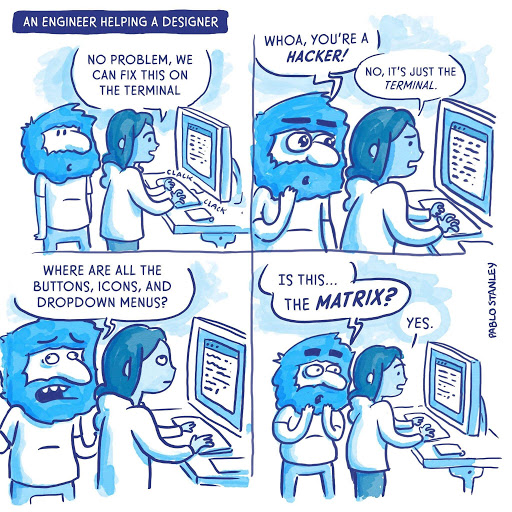 AN ENGINEER HELPING A DESIGNER
NO PROBLEM, WE
CAN FIX THIS ON
THE TERMINAL
CLACK
CLACK
WHOA, YOU'RE A
HACKER!
NO, IT'S JUST THE
TERMINAL.
WHERE ARE ALL THE
BUTTONS, ICONS, AND
DROPDOWN MENUS?
IS THIS...
THE MATRIX?
YES.
PABLO STANLEY